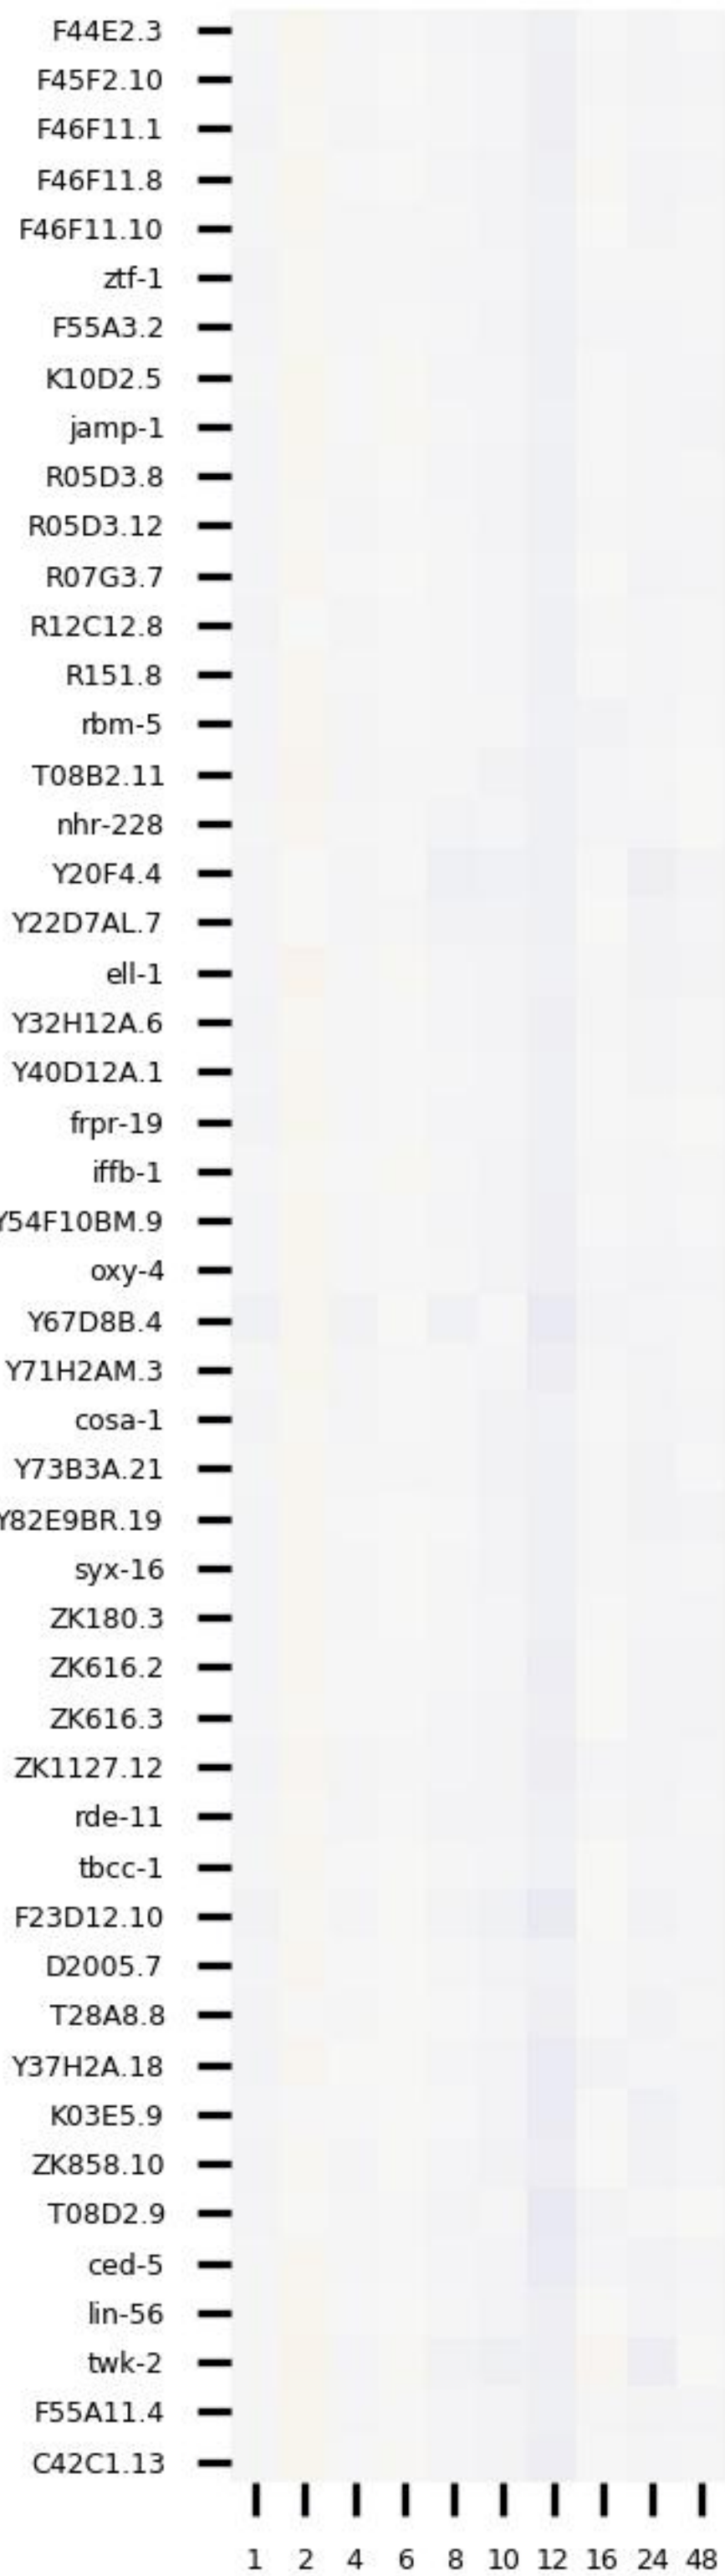 F44E2.3
F45F2.10
F46F11.1
F46F11.8
F46F11.10
ztf-1
F55A3.2
K10D2.5
jamp-1
R05D3.8
R05D3.12
R07G3.7
R12C12.8
R151.8
rbm-5
T08B2.11
nhr-228
Y20F4.4
Y22D7AL.7
ell-1
Y32H12A.6
Y40D12A.1
frpr-19
iffb-1
Y54F10BM.9
oxy-4
Y67D8B.4
Y71H2AM.3
cosa-1
Y73B3A.21
Y82E9BR.19
syx-16
ZK180.3
ZK616.2
ZK616.3
ZK1127.12
rde-11
tbcc-1
F23D12.10
D2005.7
T28A8.8
Y37H2A.18
K03E5.9
ZK858.10
T08D2.9
ced-5
lin-56
twk-2
F55A11.4
C42C1.13
1 2 4 6 8 10 12 16 24 48